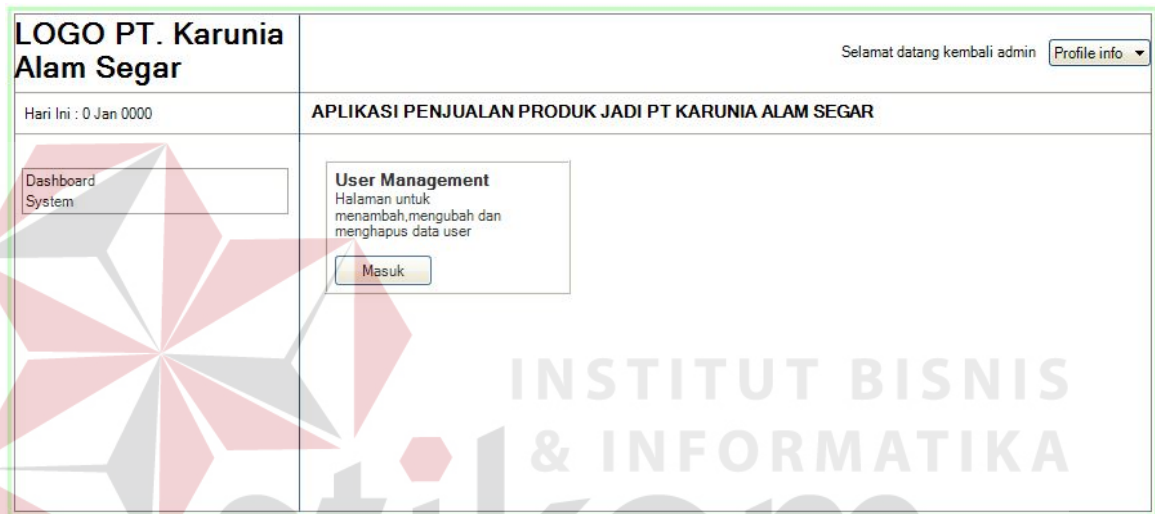 LOGO PT. Karunia
Alam Segar
Selamat datang kembali admin
Profile info
Hari Ini : 0 Jan 0000
APLIKASI PENJUALAN PRODUK JADI PT KARUNIA ALAM SEGAR
Dashboard
System
User Management
Halaman untuk
menambah,mengubah dan
menghapus data user
Masuk
INSTITUT BISNIS
& INFORMATIKA
stikom